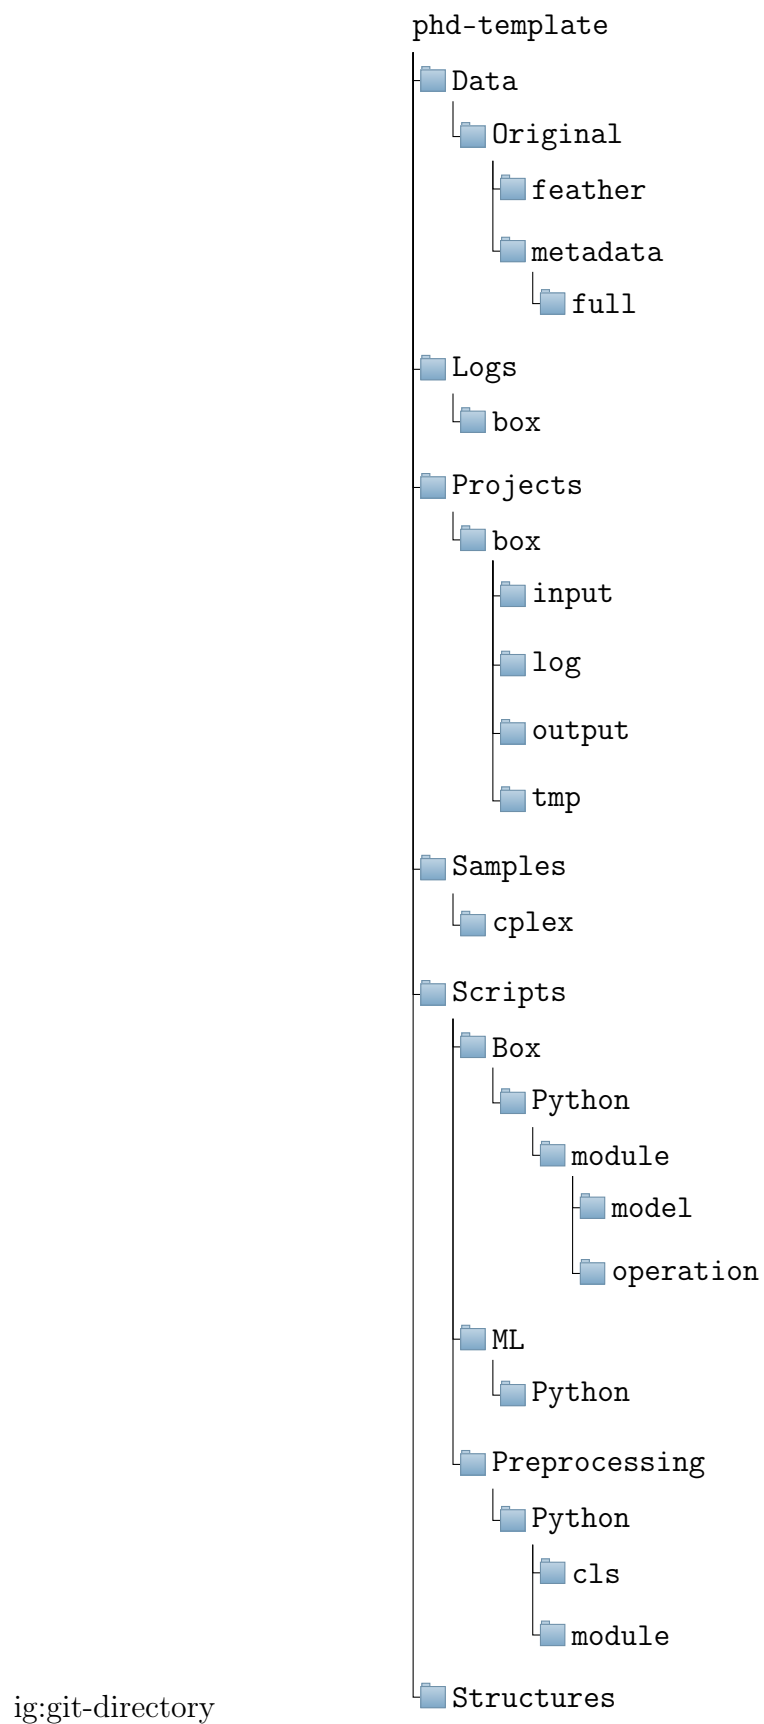 phd-template
Data
Original
feather
metadata
full
Logs
box
Projects
box
input
log
output
tmp
Samples
cplex
Scripts
Box
Python
module
model
operation
ML
Python
Preprocessing
Python
cls
module
Structures
ig:git-directory